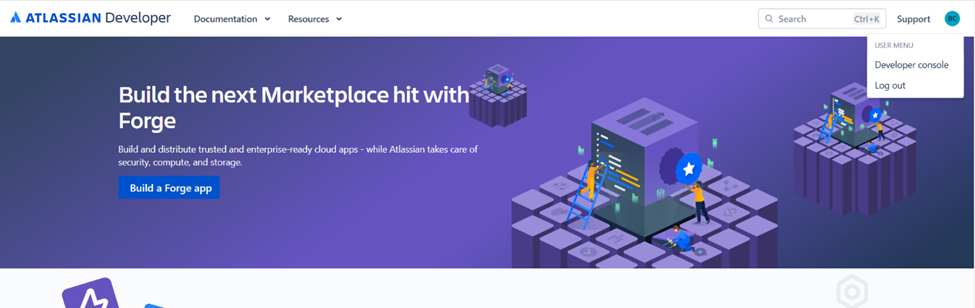 ATLASSIAN Developer
Documentation
Resources
Search
Ctrl+K
Support
BC
USER MENU
Developer console
Log out
Build the next Marketplace hit with
Forge
Build and distribute trusted and enterprise-ready cloud apps - while Atlassian takes care of
security, compute, and storage.
Build a Forge app